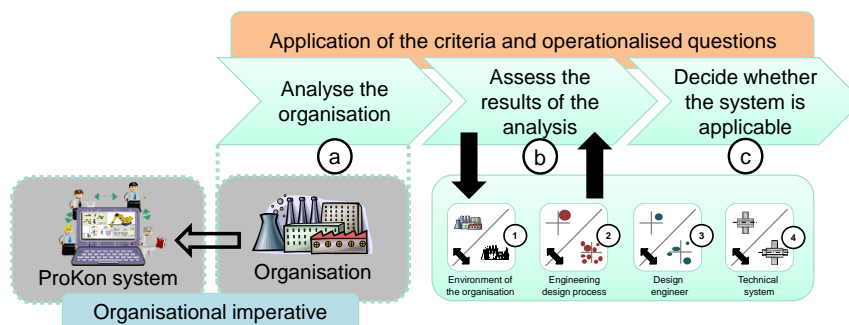 Application of the criteria and operationalised questions
Analyse the
organisation
a
Assess the
results of the
analysis
b
Decide whether
the system is
applicable
c
ProKon system
Organisation
Organisational imperative
1
Environment of
the organisation
2
Engineering
design process
3
Design
engineer
4
Technical
system